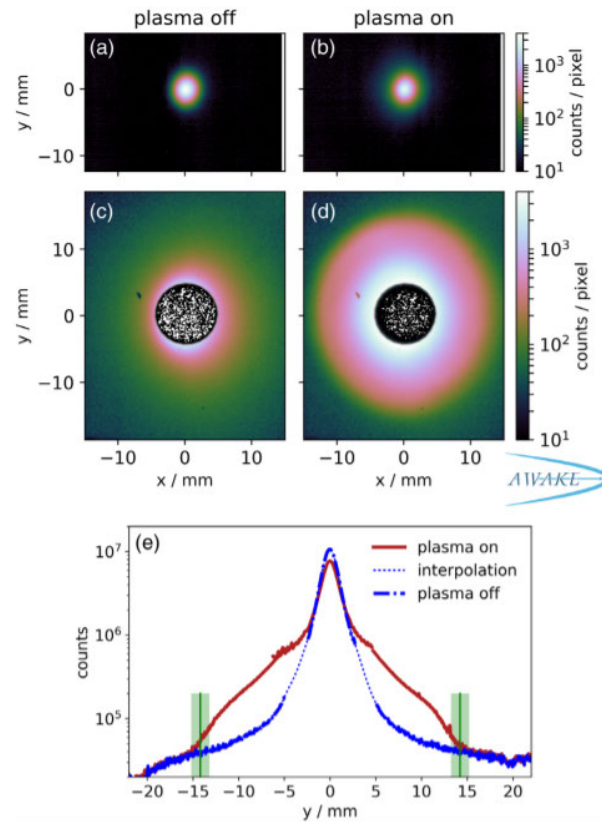 plasma off plasma on
(a) (b)
y / mm
0
−10
counts / pixel
10³
10²
10¹
(c) (d)
y / mm
10
0
−10
counts / pixel
10³
10²
10¹
−10 0 10 −10 0 10
x / mm x / mm
AWAKE
(e)
plasma on
interpolation
plasma off
counts
10⁷
10⁶
10⁵
−20 −15 −10 −5 0 5 10 15 20
y / mm